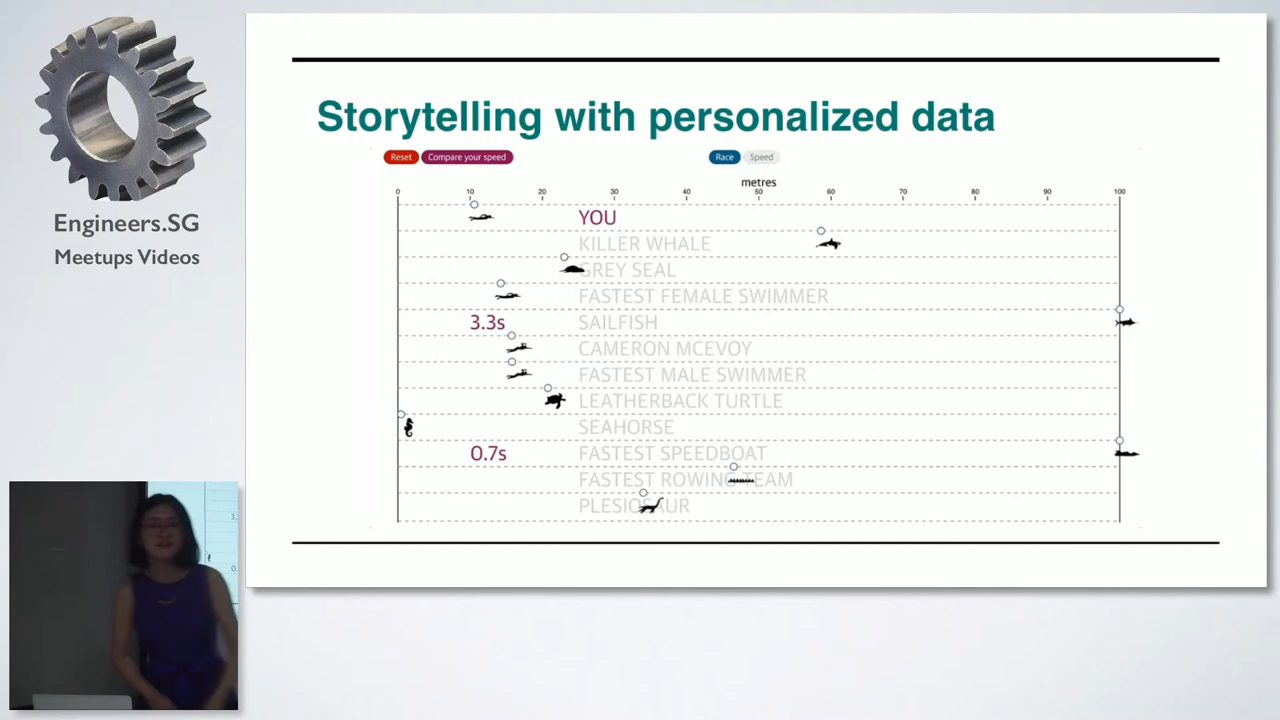 Engineers.SG
Meetups Videos
Storytelling with personalized data
Reset Compare your speed Race Speed
metres
0 10 20 30 40 50 60 70 80 90 100
YOU
KILLER WHALE
GREY SEAL
FASTEST FEMALE SWIMMER
3.3s SAILFISH
CAMERON MCEVOY
FASTEST MALE SWIMMER
LEATHERBACK TURTLE
SEAHORSE
0.7s FASTEST SPEEDBOAT
FASTEST ROWING TEAM
PLESIOSAUR